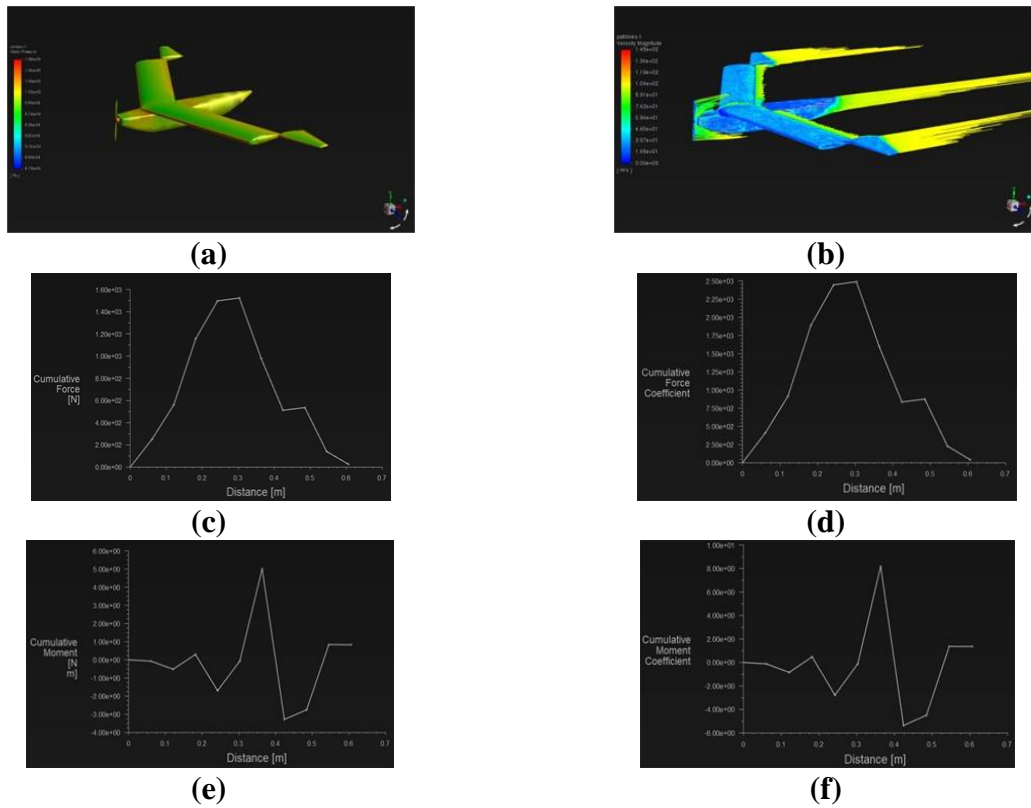 Velocity Magnitude
(a)
(b)
1.60e+03
1.40e+03
1.20e+03
1.00e+03
Cumulative
Force
[N]
8.00e+02
6.00e+02
4.00e+02
2.00e+02
0.00e+00
0 0.1 0.2 0.3 0.4 0.5 0.6 0.7
Distance [m]
2.50e+03
2.25e+03
2.00e+03
1.75e+03
1.50e+03
Cumulative
Force
Coefficient
1.25e+03
1.00e+03
7.50e+02
5.00e+02
2.50e+02
0.00e+00
0 0.1 0.2 0.3 0.4 0.5 0.6 0.7
Distance [m]
(c)
(d)
6.00e+00
5.00e+00
4.00e+00
3.00e+00
2.00e+00
Cumulative
Moment
[N
m]
1.00e+00
0.00e+00
-1.00e+00
-2.00e+00
-3.00e+00
-4.00e+00
0 0.1 0.2 0.3 0.4 0.5 0.6 0.7
Distance [m]
1.00e+01
8.00e+00
6.00e+00
4.00e+00
Cumulative
Moment
Coefficient
2.00e+00
0.00e+00
-2.00e+00
-4.00e+00
-6.00e+00
0 0.1 0.2 0.3 0.4 0.5 0.6 0.7
Distance [m]
(e)
(f)